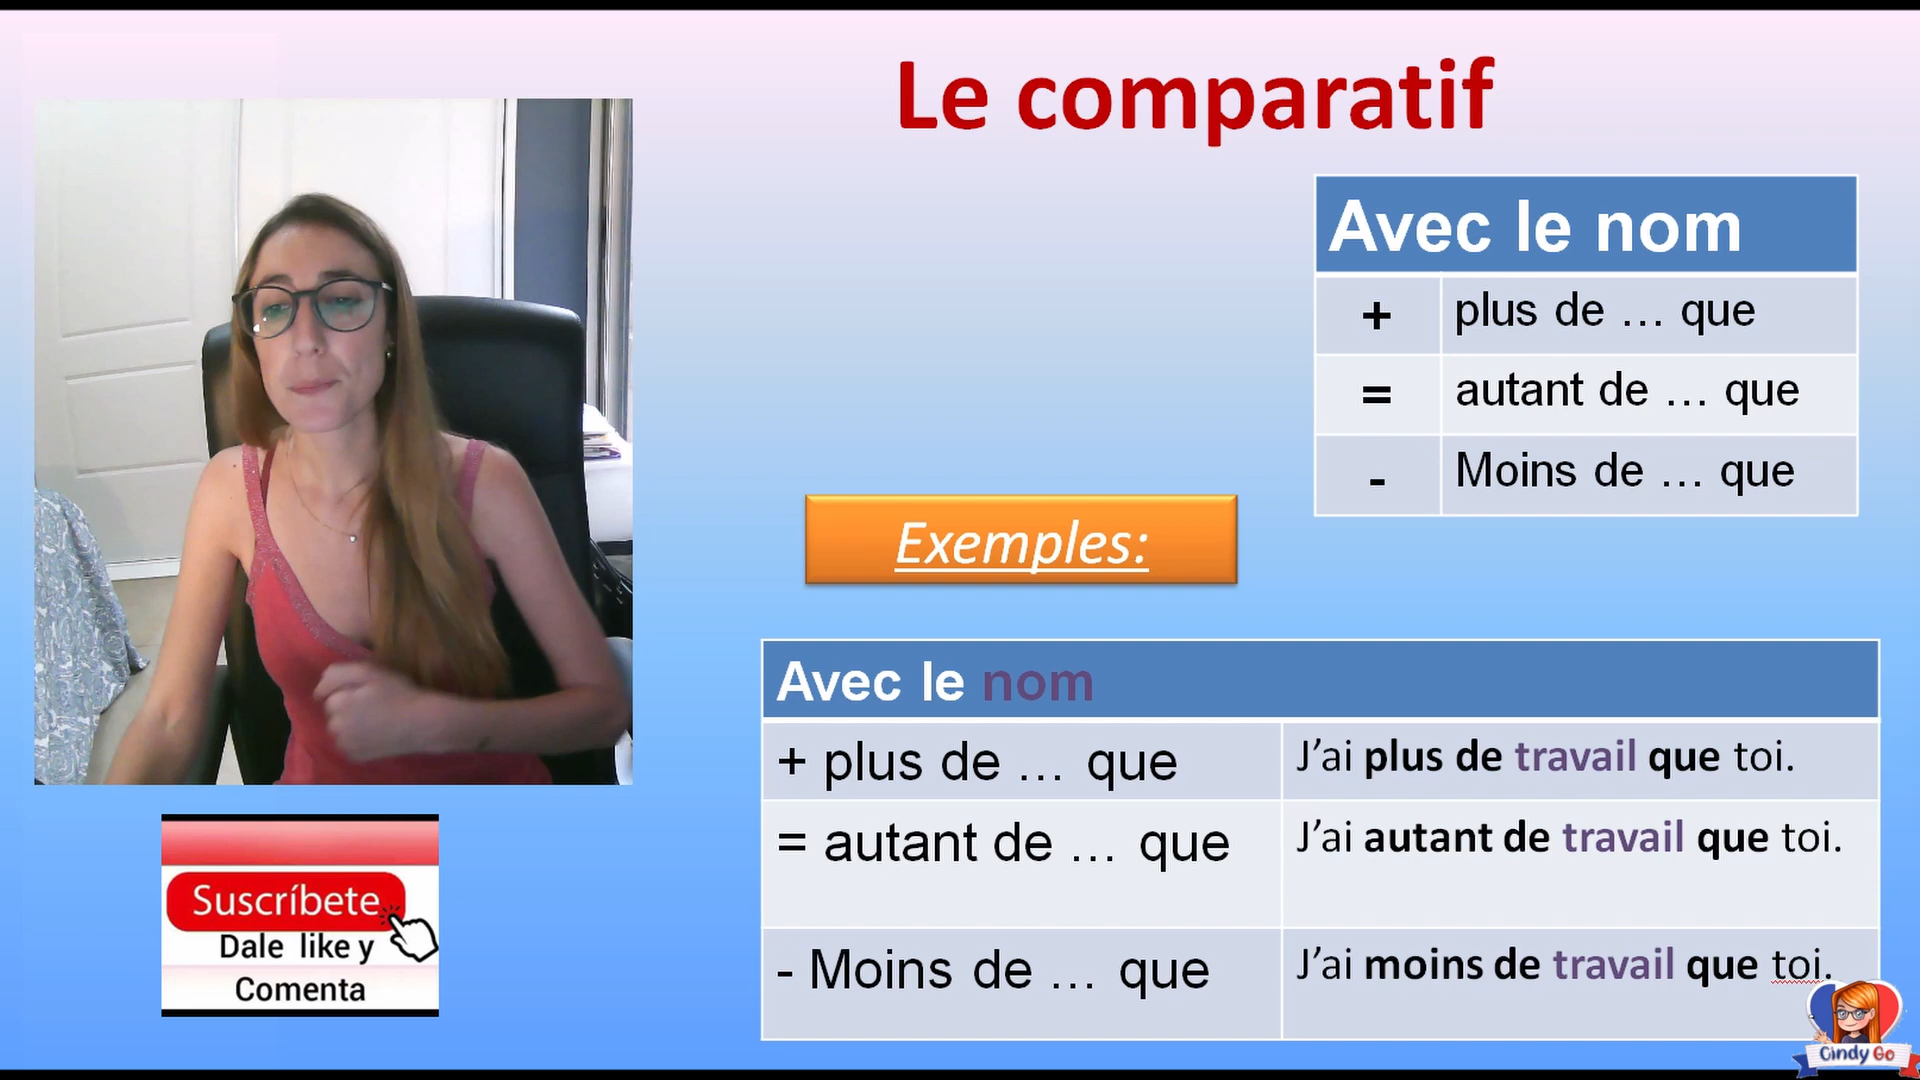 Le comparatif
Avec le nom
+ plus de ... que
= autant de ... que
- Moins de ... que
Exemples:
Avec le nom
+ plus de ... que J’ai plus de travail que toi.
= autant de ... que J’ai autant de travail que toi.
- Moins de ... que J’ai moins de travail que toi.
Suscríbete
Dale like y
Comenta
Cindy Go